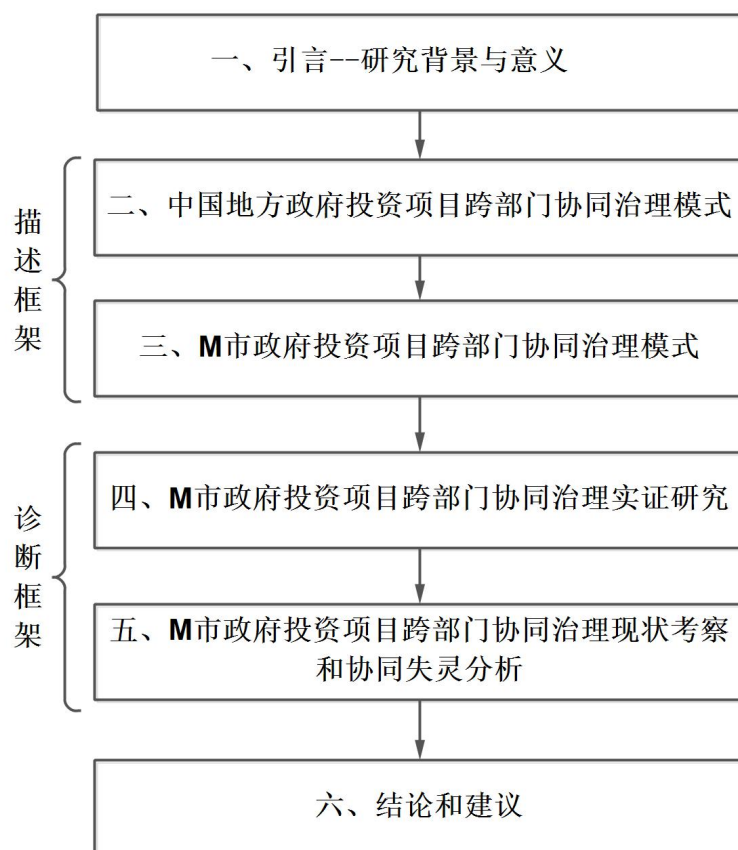 一、引言--研究背景与意义
描述框架
二、中国地方政府投资项目跨部门协同治理模式
三、M市政府投资项目跨部门协同治理模式
诊断框架
四、M市政府投资项目跨部门协同治理实证研究
五、M市政府投资项目跨部门协同治理现状考察
和协同失灵分析
六、结论和建议